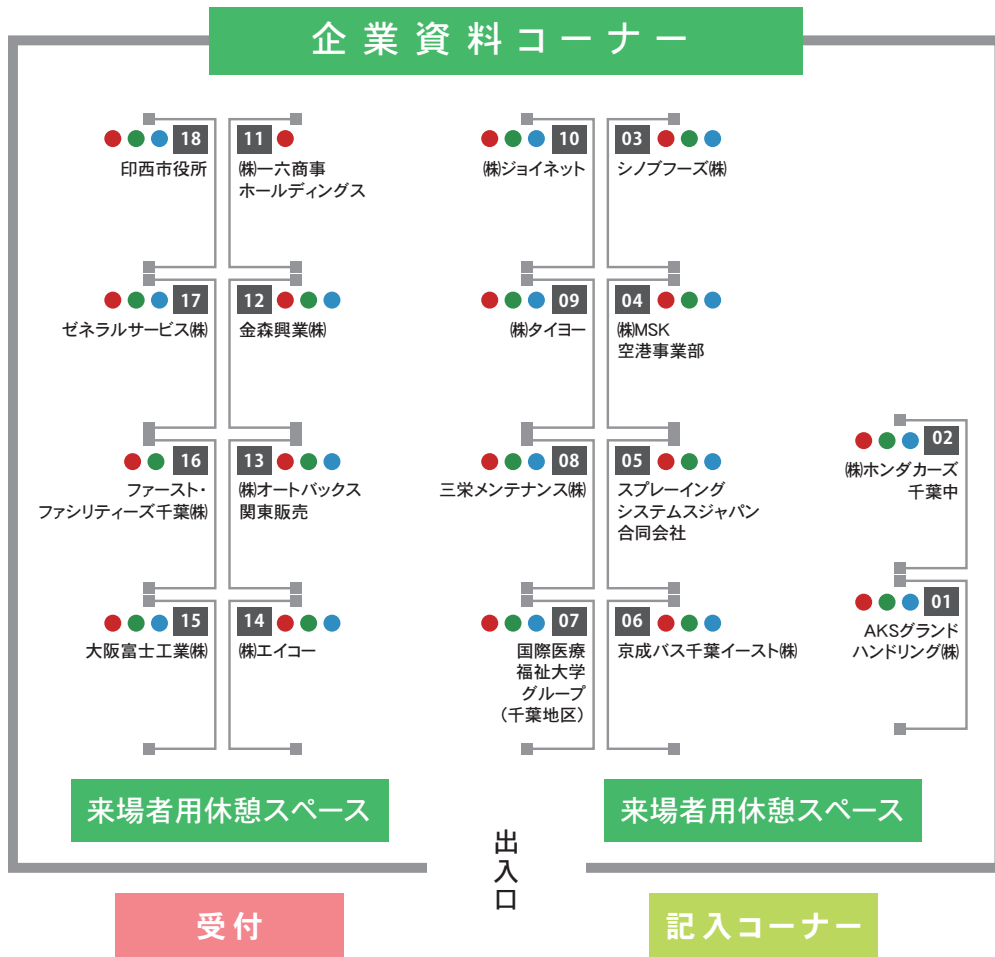 企業資料コーナー
18
印西市役所
11
㈱一六商事
ホールディングス
10
㈱ジョイネット
03
シノブフーズ㈱
17
ゼネラルサービス㈱
12
金森興業㈱
09
㈱タイヨー
04
㈱MSK
空港事業部
16
ファースト・
ファシリティーズ千葉㈱
13
㈱オートバックス
関東販売
08
三栄メンテナンス㈱
05
スプレーイング
システムスジャパン
合同会社
02
㈱ホンダカーズ
千葉中
15
大阪富士工業㈱
14
㈱エイコー
07
国際医療
福祉大学
グループ
(千葉地区)
06
京成バス千葉イースト㈱
01
AKSグランド
ハンドリング㈱
来場者用休憩スペース
来場者用休憩スペース
出入口
受付
記入コーナー